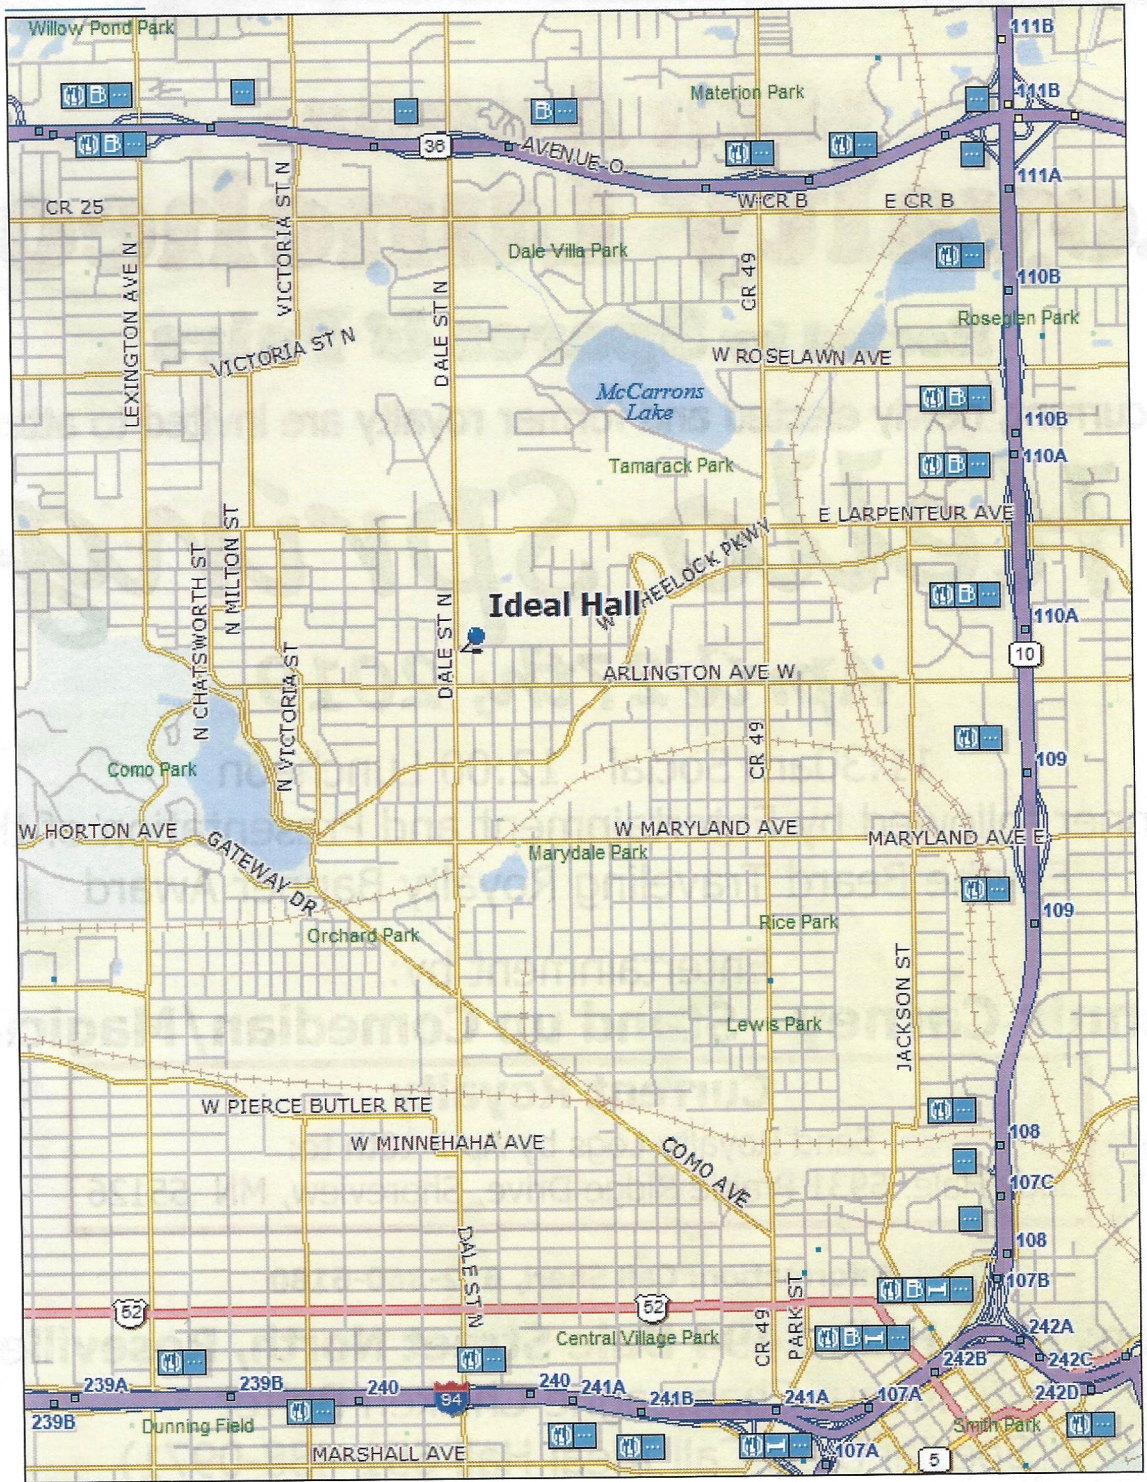 Willow Pond Park
111B
111B
Materion Park
36
AVENUE O
111A
CR 25
W CR B
E CR B
VICTORIA ST N
LEXINGTON AVE N
Dale Villa Park
CR 49
DALE ST N
110B
Roseglen Park
VICTORIA ST N
W ROSELAWN AVE
McCarrons
Lake
110B
110A
Tamarack Park
E LARPENTEUR AVE
N MILTON ST
N CHATSWORTH ST
W WHEELOCK PKWY
Ideal Hall
DALE ST N
110A
10
ARLINGTON AVE W
N VICTORIA ST
CR 49
Como Park
109
W HORTON AVE
W MARYLAND AVE
MARYLAND AVE E
GATEWAY DR
Marydale Park
Rice Park
109
Orchard Park
JACKSON ST
Lewis Park
W PIERCE BUTLER RTE
W MINNEHAHA AVE
COMO AVE
108
107C
DALE ST N
108
107B
52
52
PARK ST
CR 49
Central Village Park
242A
242B
242C
239A
239B
240
94
240
241A
241B
241A
107A
242D
239B
Dunning Field
Smith Park
MARSHALL AVE
107A
5